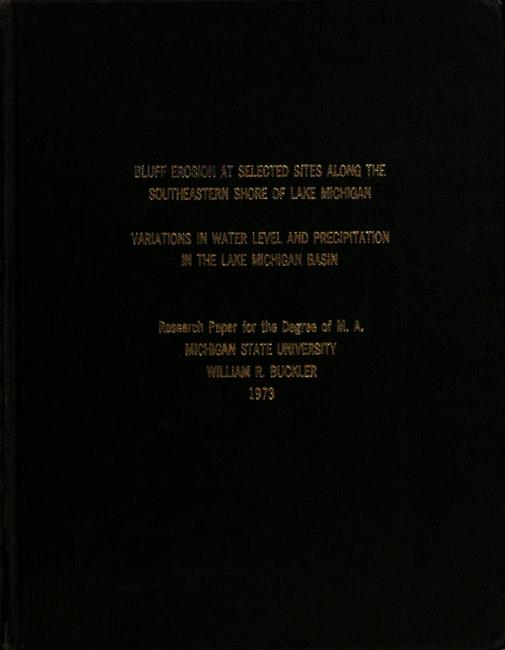 BLUFF EROSION AT SELECTED SITES ALONG THE
SOUTHEASTERN SHORE OF LAKE MICHIGAN
VARIATIONS IN WATER LEVEL AND PRECIPITATION
IN THE LAKE MICHIGAN BASIN
Research Paper for the Degree of M. A.
MICHIGAN STATE UNIVERSITY
WILLIAM R. BUCKLER
1973